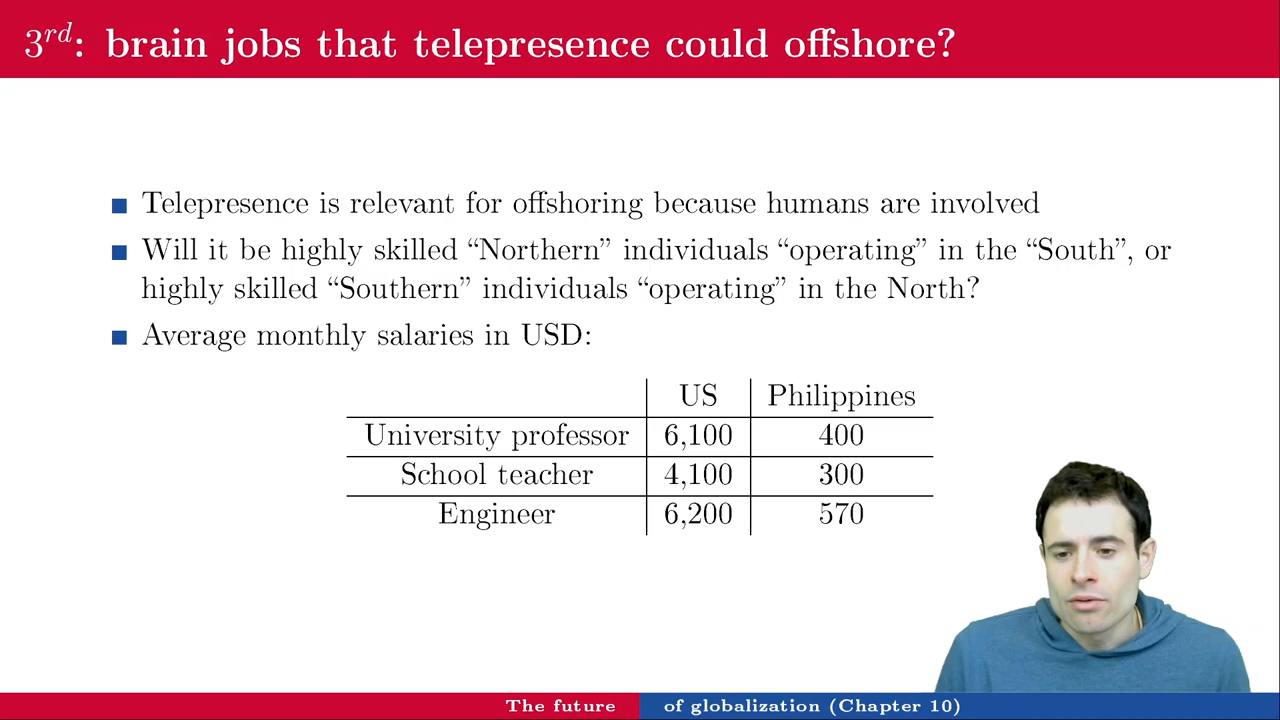 3rd: brain jobs that telepresence could offshore?
Telepresence is relevant for offshoring because humans are involved
Will it be highly skilled “Northern” individuals “operating” in the “South”, or
highly skilled “Southern” individuals “operating” in the North?
Average monthly salaries in USD:
US Philippines
University professor 6,100 400
School teacher 4,100 300
Engineer 6,200 570
The future of globalization (Chapter 10)